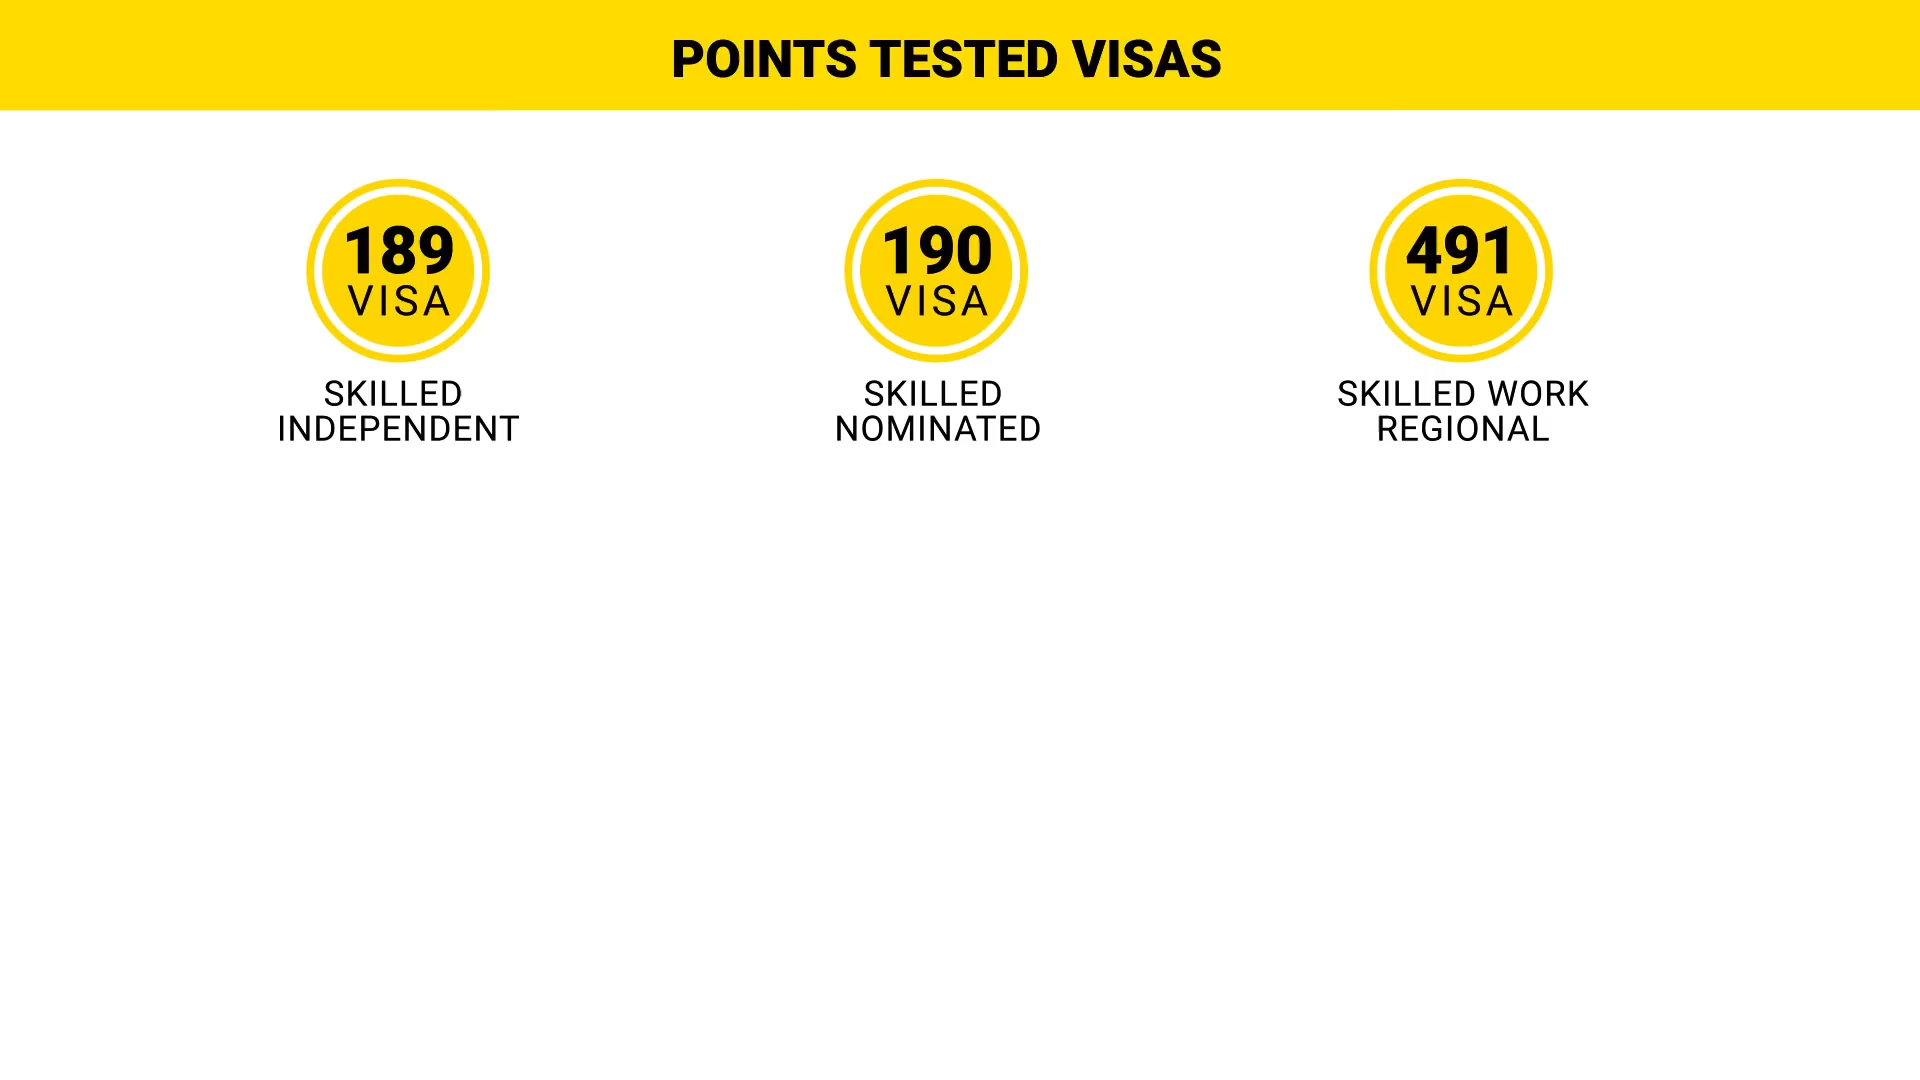 POINTS TESTED VISAS
189
VISA
SKILLED
INDEPENDENT
190
VISA
SKILLED
NOMINATED
491
VISA
SKILLED WORK
REGIONAL